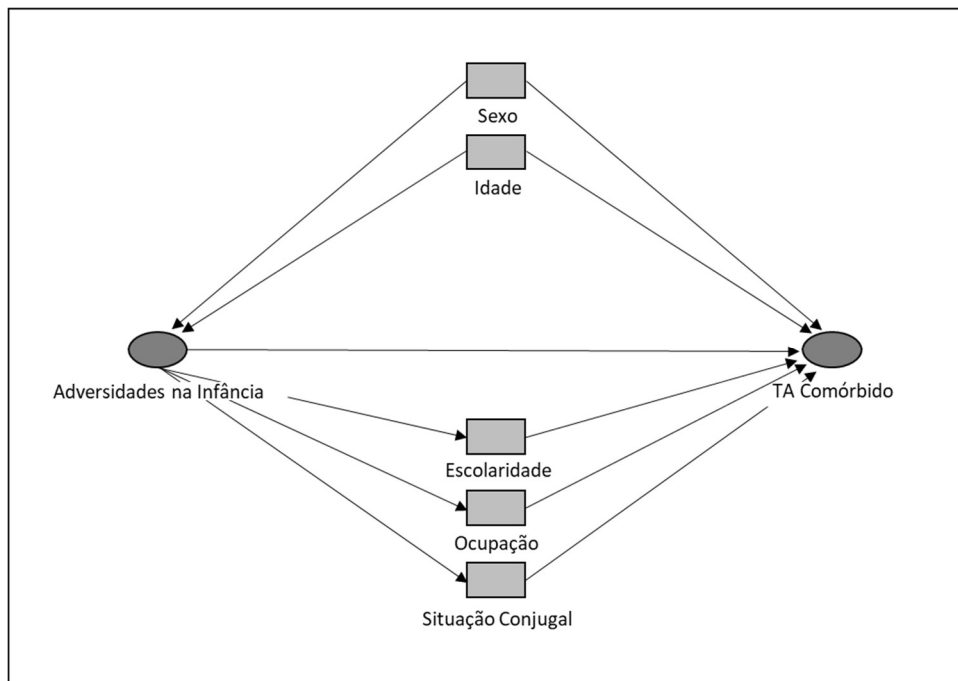 Sexo
Idade
Adversidades na Infância
TA Comórbido
Escolaridade
Ocupação
Situação Conjugal